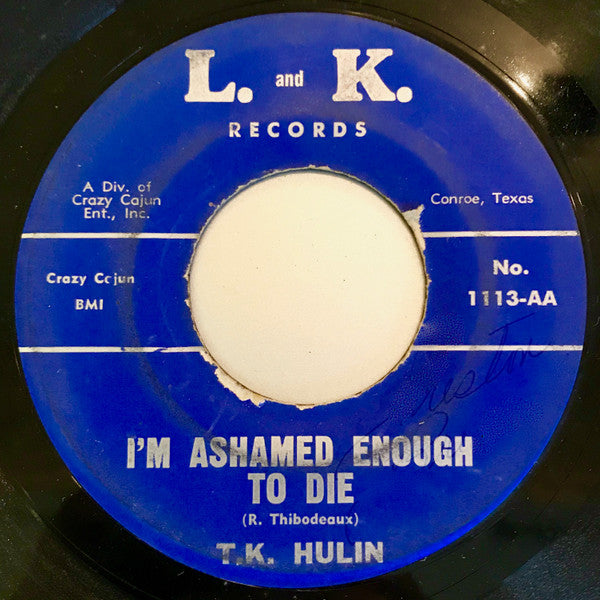 L. and K.
RECORDS
A Div. of
Crazy Cajun
Ent., Inc.
Conroe, Texas
Crazy Cajun
BMI
No.
1113-AA
I'M ASHAMED ENOUGH
TO DIE
(R. Thibodeaux)
T.K. HULIN